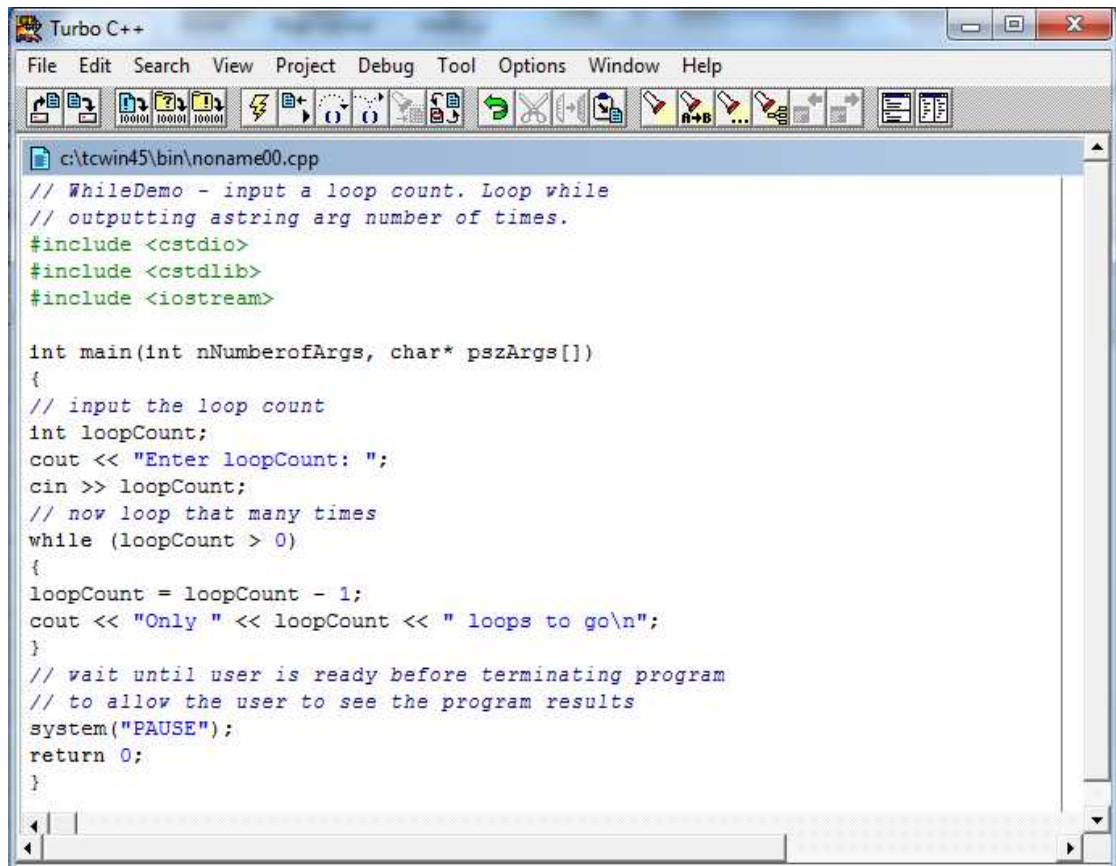 Turbo C++
File Edit Search View Project Debug Tool Options Window Help
c:\tcwin45\bin\noname00.cpp
// WhileDemo - input a loop count. Loop while
// outputting astring arg number of times.
#include <cstdio>
#include <cstdlib>
#include <iostream>
int main(int nNumberofArgs, char* pszArgs[])
{
// input the loop count
int loopCount;
cout << "Enter loopCount: ";
cin >> loopCount;
// now loop that many times
while (loopCount > 0)
{
loopCount = loopCount - 1;
cout << "Only " << loopCount << " loops to go\n";
}
// wait until user is ready before terminating program
// to allow the user to see the program results
system("PAUSE");
return 0;
}